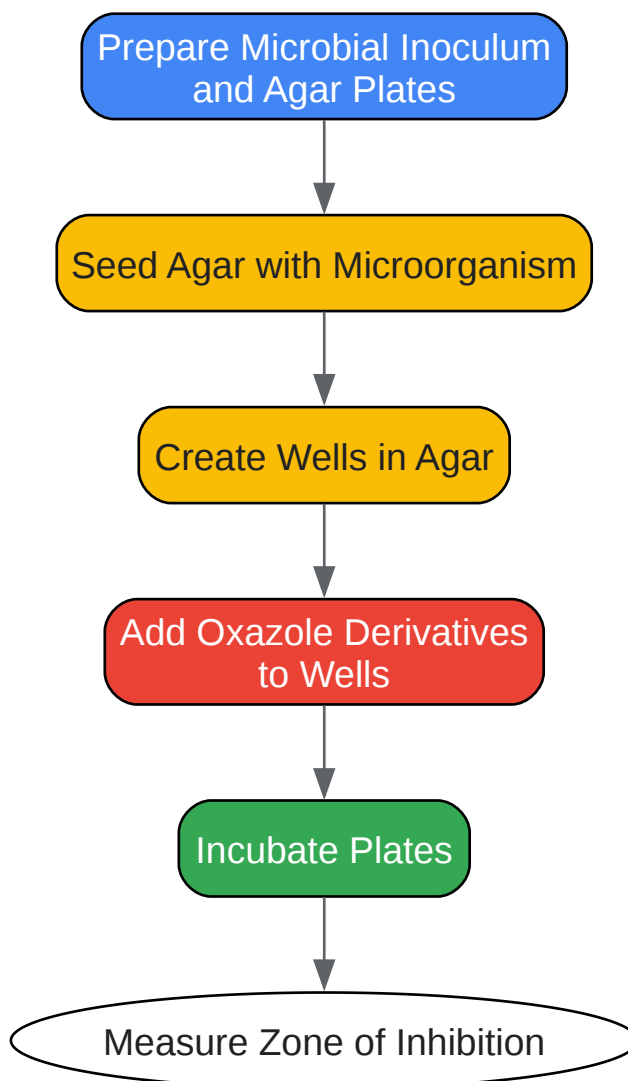 Prepare Microbial Inoculum
and Agar Plates
Seed Agar with Microorganism
Create Wells in Agar
Add Oxazole Derivatives
to Wells
Incubate Plates
Measure Zone of Inhibition